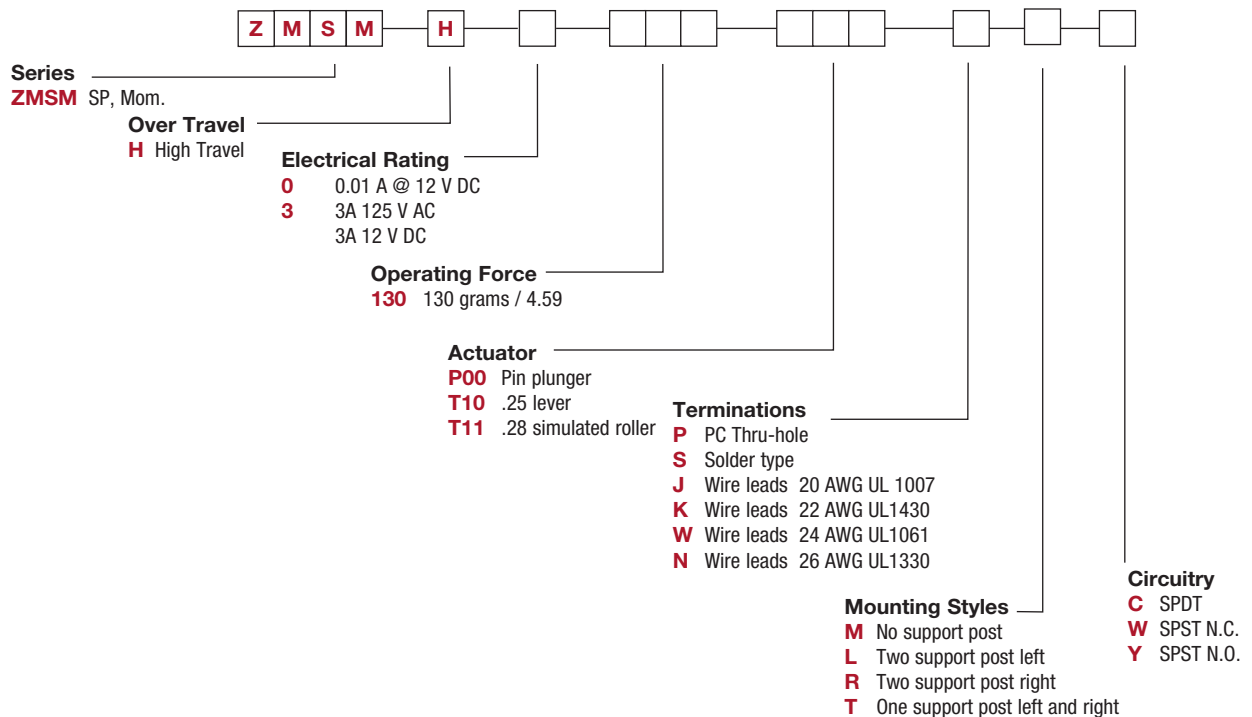 Z M S M H
Series
ZMSM SP, Mom.
Over Travel
H High Travel
Electrical Rating
0 0.01 A @ 12 V DC
3 3A 125 V AC
3A 12 V DC
Operating Force
130 130 grams / 4.59
Actuator
P00 Pin plunger
T10 .25 lever
T11 .28 simulated roller
Terminations
P PC Thru-hole
S Solder type
J Wire leads 20 AWG UL 1007
K Wire leads 22 AWG UL1430
W Wire leads 24 AWG UL1061
N Wire leads 26 AWG UL1330
Mounting Styles
M No support post
L Two support post left
R Two support post right
T One support post left and right
Circuitry
C SPDT
W SPST N.C.
Y SPST N.O.